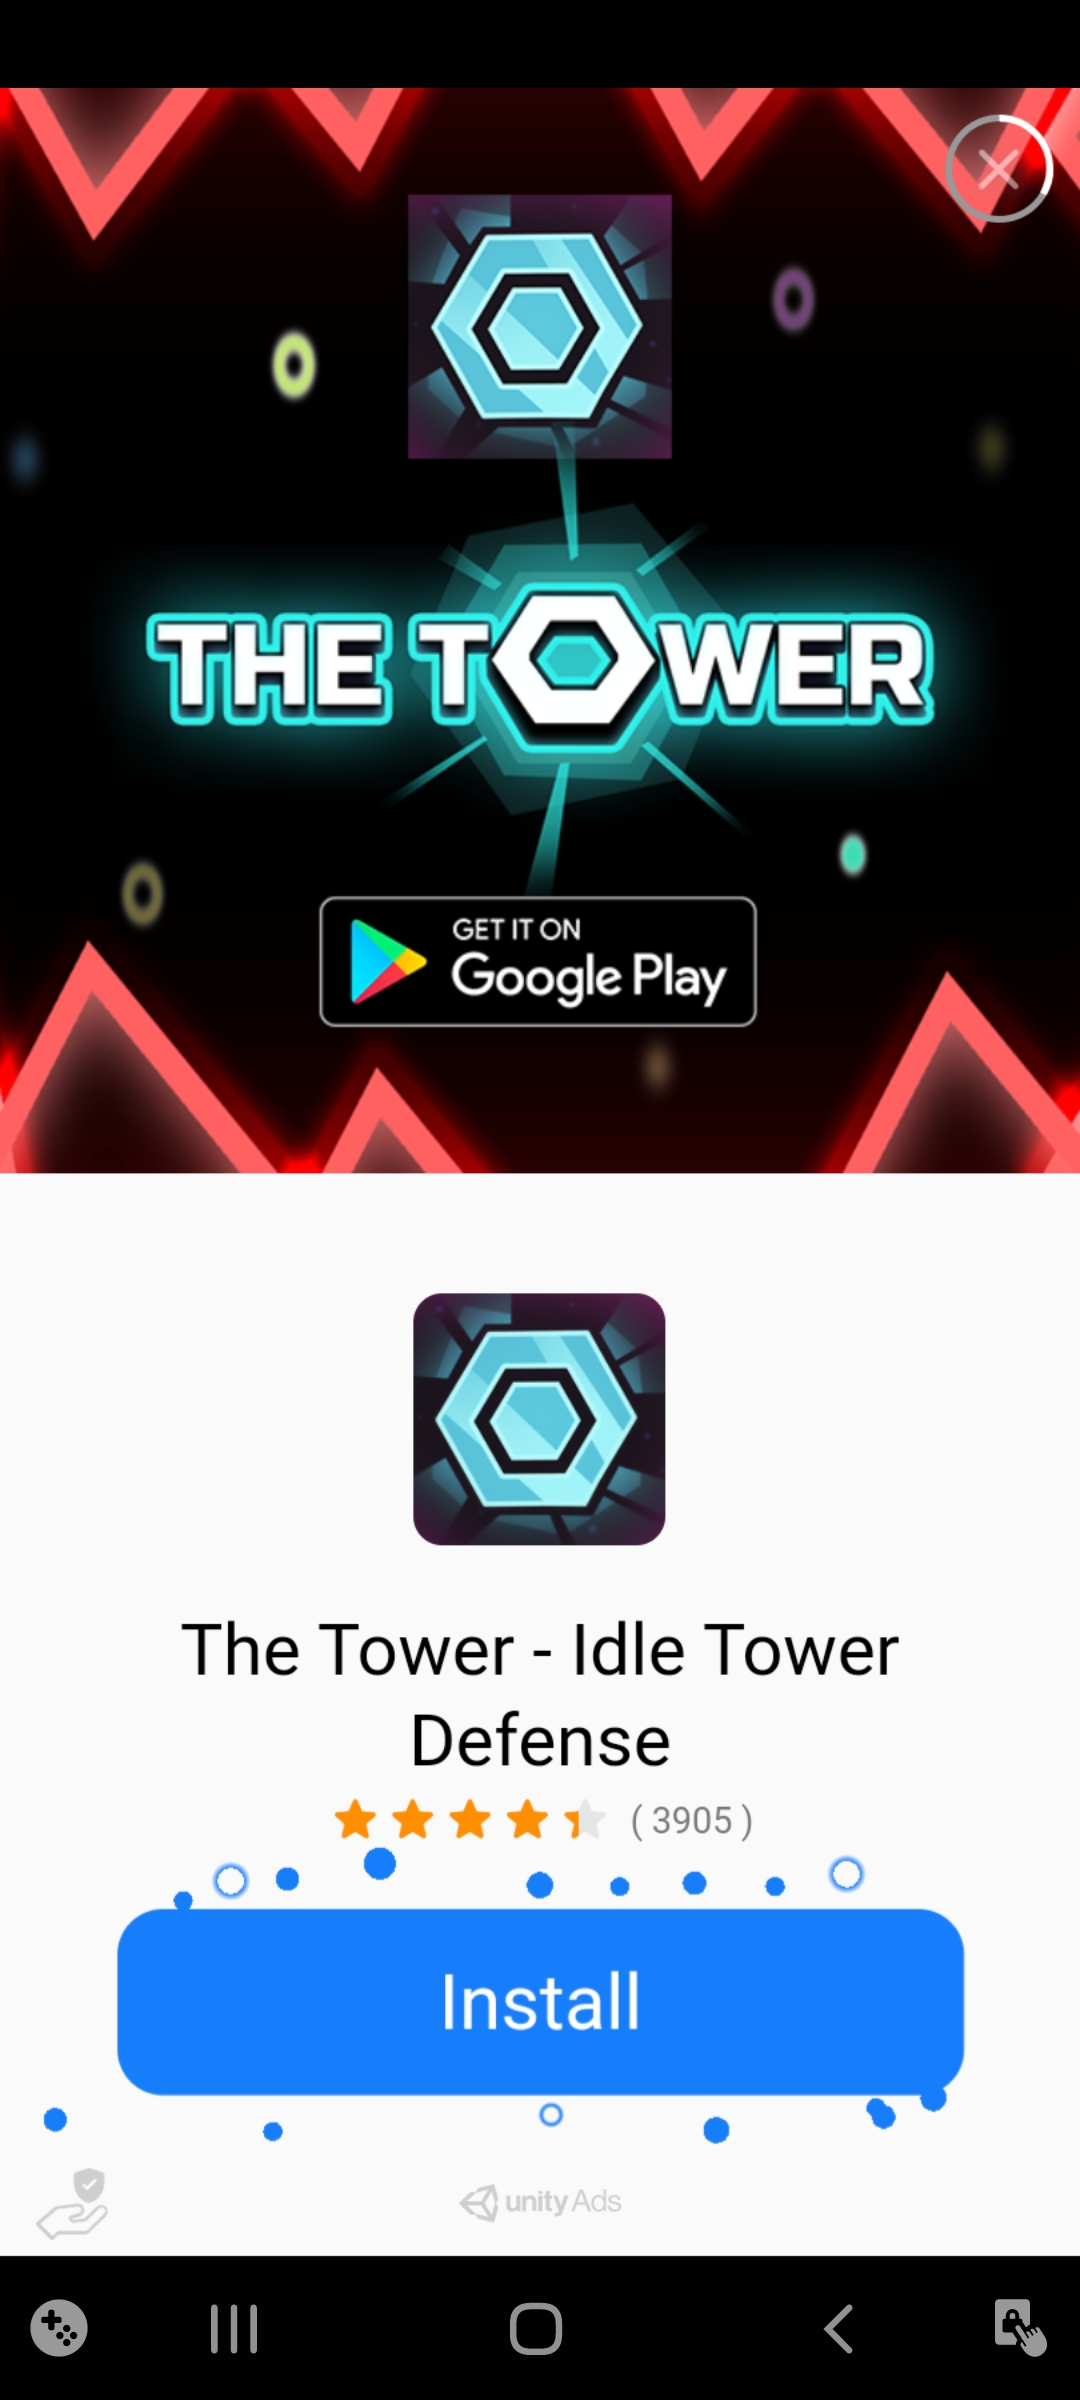 THE TOWER
GET IT ON
Google Play
The Tower - Idle Tower
Defense
( 3905 )
Install
unity Ads